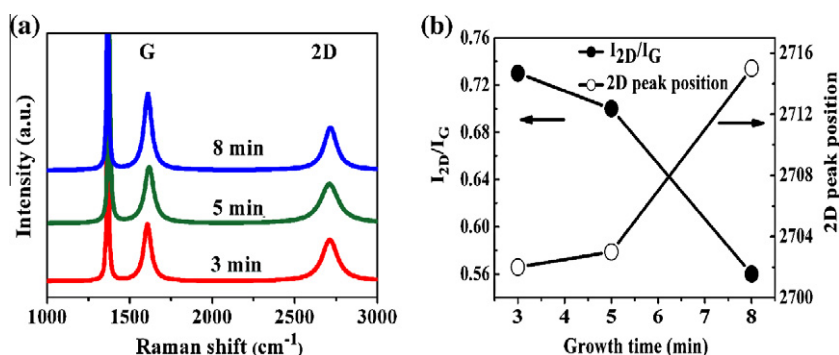 (a)
G
2D
8 min
5 min
3 min
Intensity (a.u.)
1000 1500 2000 2500 3000
Raman shift (cm⁻¹)
(b)
I2D/IG
2D peak position
0.76
0.72
0.68
0.64
0.60
0.56
I2D/IG
2716
2712
2708
2704
2700
2D peak position
3 4 5 6 7 8
Growth time (min)